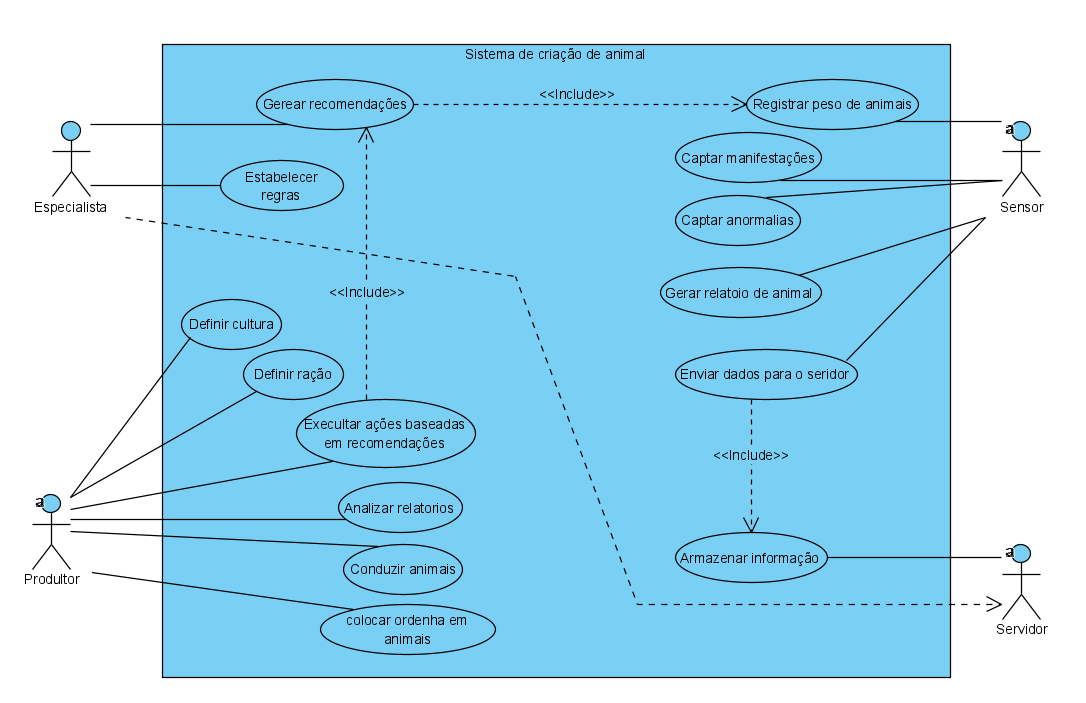 Sistema de criação de animal
Gerear recomendações
<<Include>>
Registrar peso de animais
a
Especialista
Estabelecer
regras
Captar manifestações
Captar anormalias
Sensor
<<Include>>
Gerar relatoio de animal
Definir cultura
Definir ração
Enviar dados para o seridor
Execultar ações baseadas
em recomendações
<<Include>>
a
Produltor
Analizar relatorios
Conduzir animais
colocar ordenha em
animais
Armazenar informação
a
Servidor